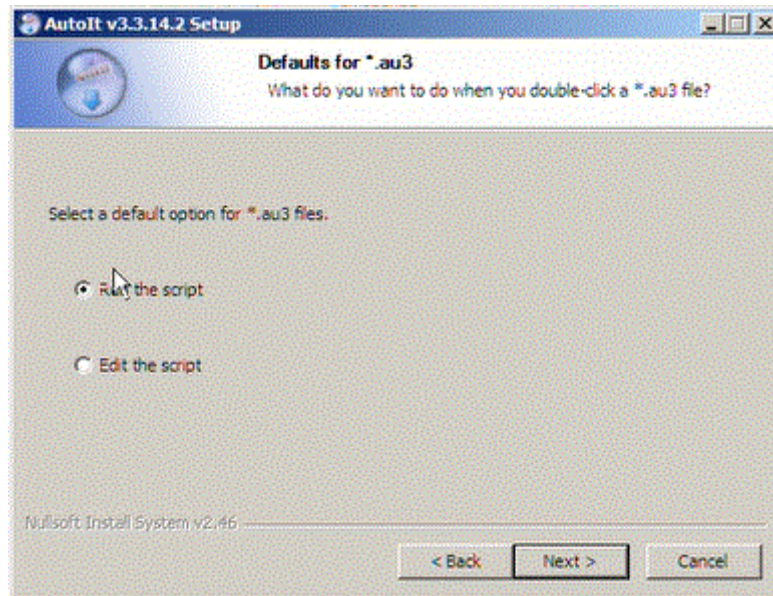 AutoIt v3.3.14.2 Setup
Defaults for *.au3
What do you want to do when you double-click a *.au3 file?
Select a default option for *.au3 files.
Run the script
Edit the script
Nullsoft Install System v2.46
< Back Next > Cancel